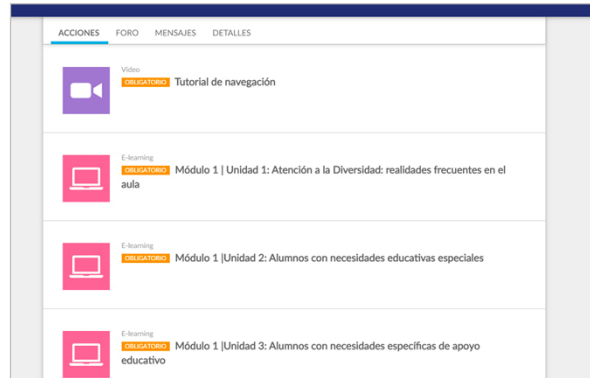 ACCIONES FORO MENSAJES DETALLES
Video
OBLIGATORIO Tutorial de navegación
E-learning
OBLIGATORIO Módulo 1 | Unidad 1: Atención a la Diversidad: realidades frecuentes en el
aula
E-learning
OBLIGATORIO Módulo 1 |Unidad 2: Alumnos con necesidades educativas especiales
E-learning
OBLIGATORIO Módulo 1 |Unidad 3: Alumnos con necesidades específicas de apoyo
educativo